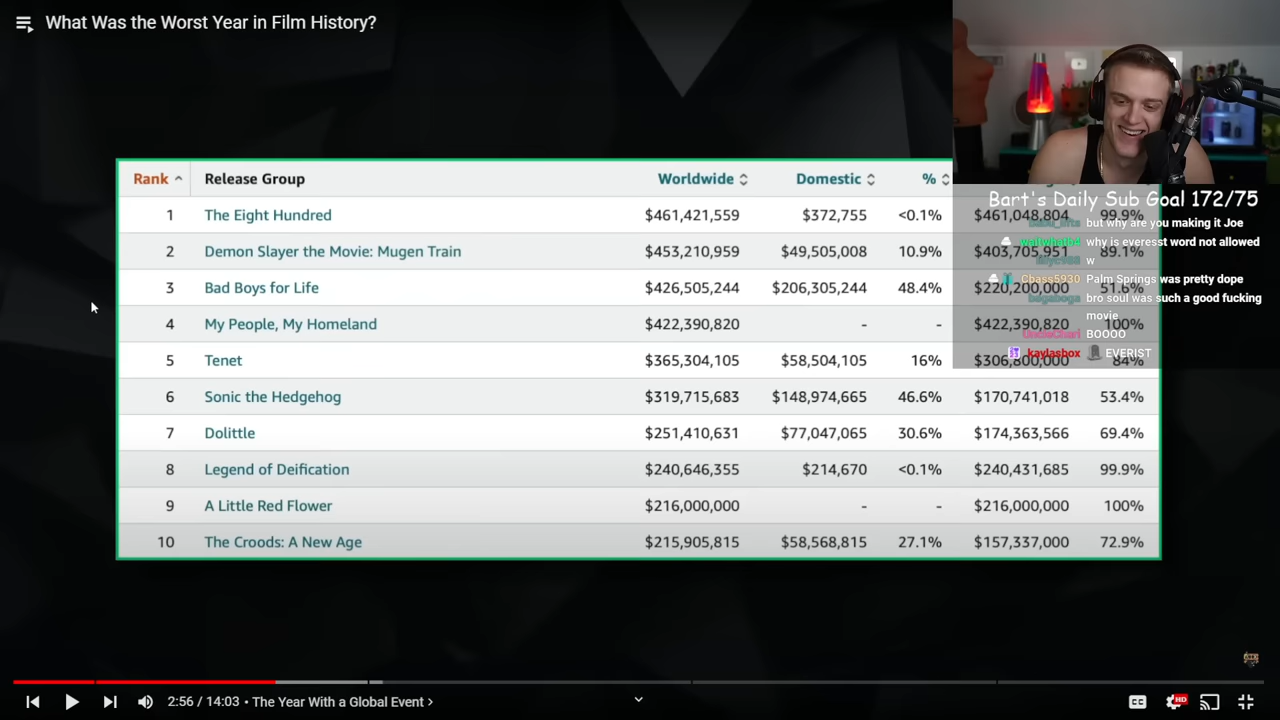 What Was the Worst Year in Film History?
Rank Release Group Worldwide Domestic %
1 The Eight Hundred $461,421,559 $372,755 <0.1% $461,048,804 99.9%
2 Demon Slayer the Movie: Mugen Train $453,210,959 $49,505,008 10.9% $403,705,951 89.1%
3 Bad Boys for Life $426,505,244 $206,305,244 48.4% $220,200,000 51.6%
4 My People, My Homeland $422,390,820 - - $422,390,820 100%
5 Tenet $365,304,105 $58,504,105 16% $306,800,000 84%
6 Sonic the Hedgehog $319,715,683 $148,974,665 46.6% $170,741,018 53.4%
7 Dolittle $251,410,631 $77,047,065 30.6% $174,363,566 69.4%
8 Legend of Deification $240,646,355 $214,670 <0.1% $240,431,685 99.9%
9 A Little Red Flower $216,000,000 - - $216,000,000 100%
10 The Croods: A New Age $215,905,815 $58,568,815 27.1% $157,337,000 72.9%
Bart's Daily Sub Goal 172/75
but why are you making it Joe
why is everesst word not allowed
w
Cbass5930 Palm Springs was pretty dope
bro soul was such a good fucking
movie
BOOOO
kaylasbox EVERIST
2:56 / 14:03 • The Year With a Global Event >
CC HD